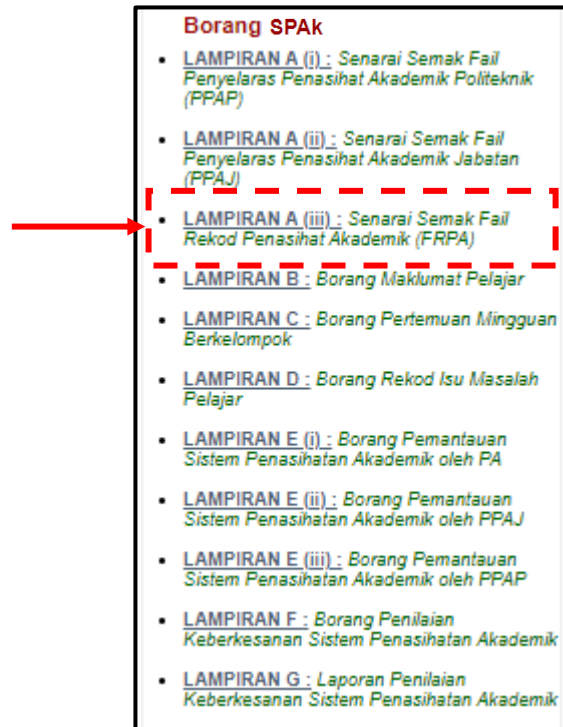 Borang SPAk
• LAMPIRAN A (i) : Senarai Semak Fail
Penyelaras Penasihat Akademik Politeknik
(PPAP)
• LAMPIRAN A (ii) : Senarai Semak Fail
Penyelaras Penasihat Akademik Jabatan
(PPAJ)
• LAMPIRAN A (iii) : Senarai Semak Fail
Rekod Penasihat Akademik (FRPA)
• LAMPIRAN B : Borang Maklumat Pelajar
• LAMPIRAN C : Borang Pertemuan Mingguan
Berkelompok
• LAMPIRAN D : Borang Rekod Isu Masalah
Pelajar
• LAMPIRAN E (i) : Borang Pemantauan
Sistem Penasihatan Akademik oleh PA
• LAMPIRAN E (ii) : Borang Pemantauan
Sistem Penasihatan Akademik oleh PPAJ
• LAMPIRAN E (iii) : Borang Pemantauan
Sistem Penasihatan Akademik oleh PPAP
• LAMPIRAN F : Borang Penilaian
Keberkesanan Sistem Penasihatan Akademik
• LAMPIRAN G : Laporan Penilaian
Keberkesanan Sistem Penasihatan Akademik